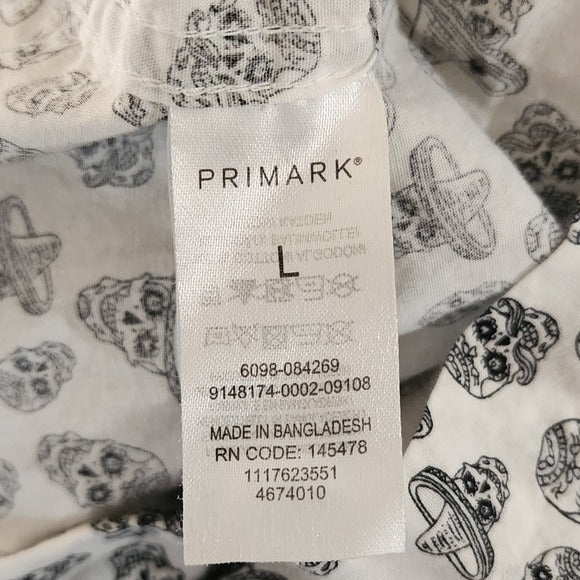 PRIMARK®
L
6098-084269
9148174-0002-09108
MADE IN BANGLADESH
RN CODE: 145478
1117623551
4674010